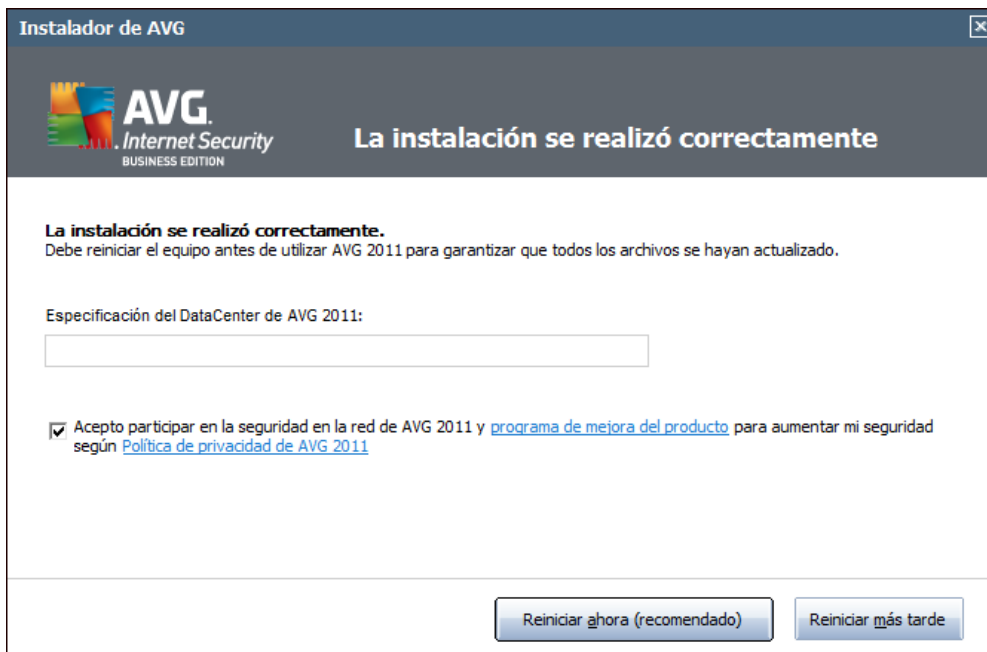 Instalador de AVG
AVG.
Internet Security
BUSINESS EDITION
La instalación se realizó correctamente
La instalación se realizó correctamente.
Debe reiniciar el equipo antes de utilizar AVG 2011 para garantizar que todos los archivos se hayan actualizado.
Especificación del DataCenter de AVG 2011:
Acepto participar en la seguridad en la red de AVG 2011 y programa de mejora del producto para aumentar mi seguridad
según Política de privacidad de AVG 2011
Reiniciar ahora (recomendado)
Reiniciar más tarde